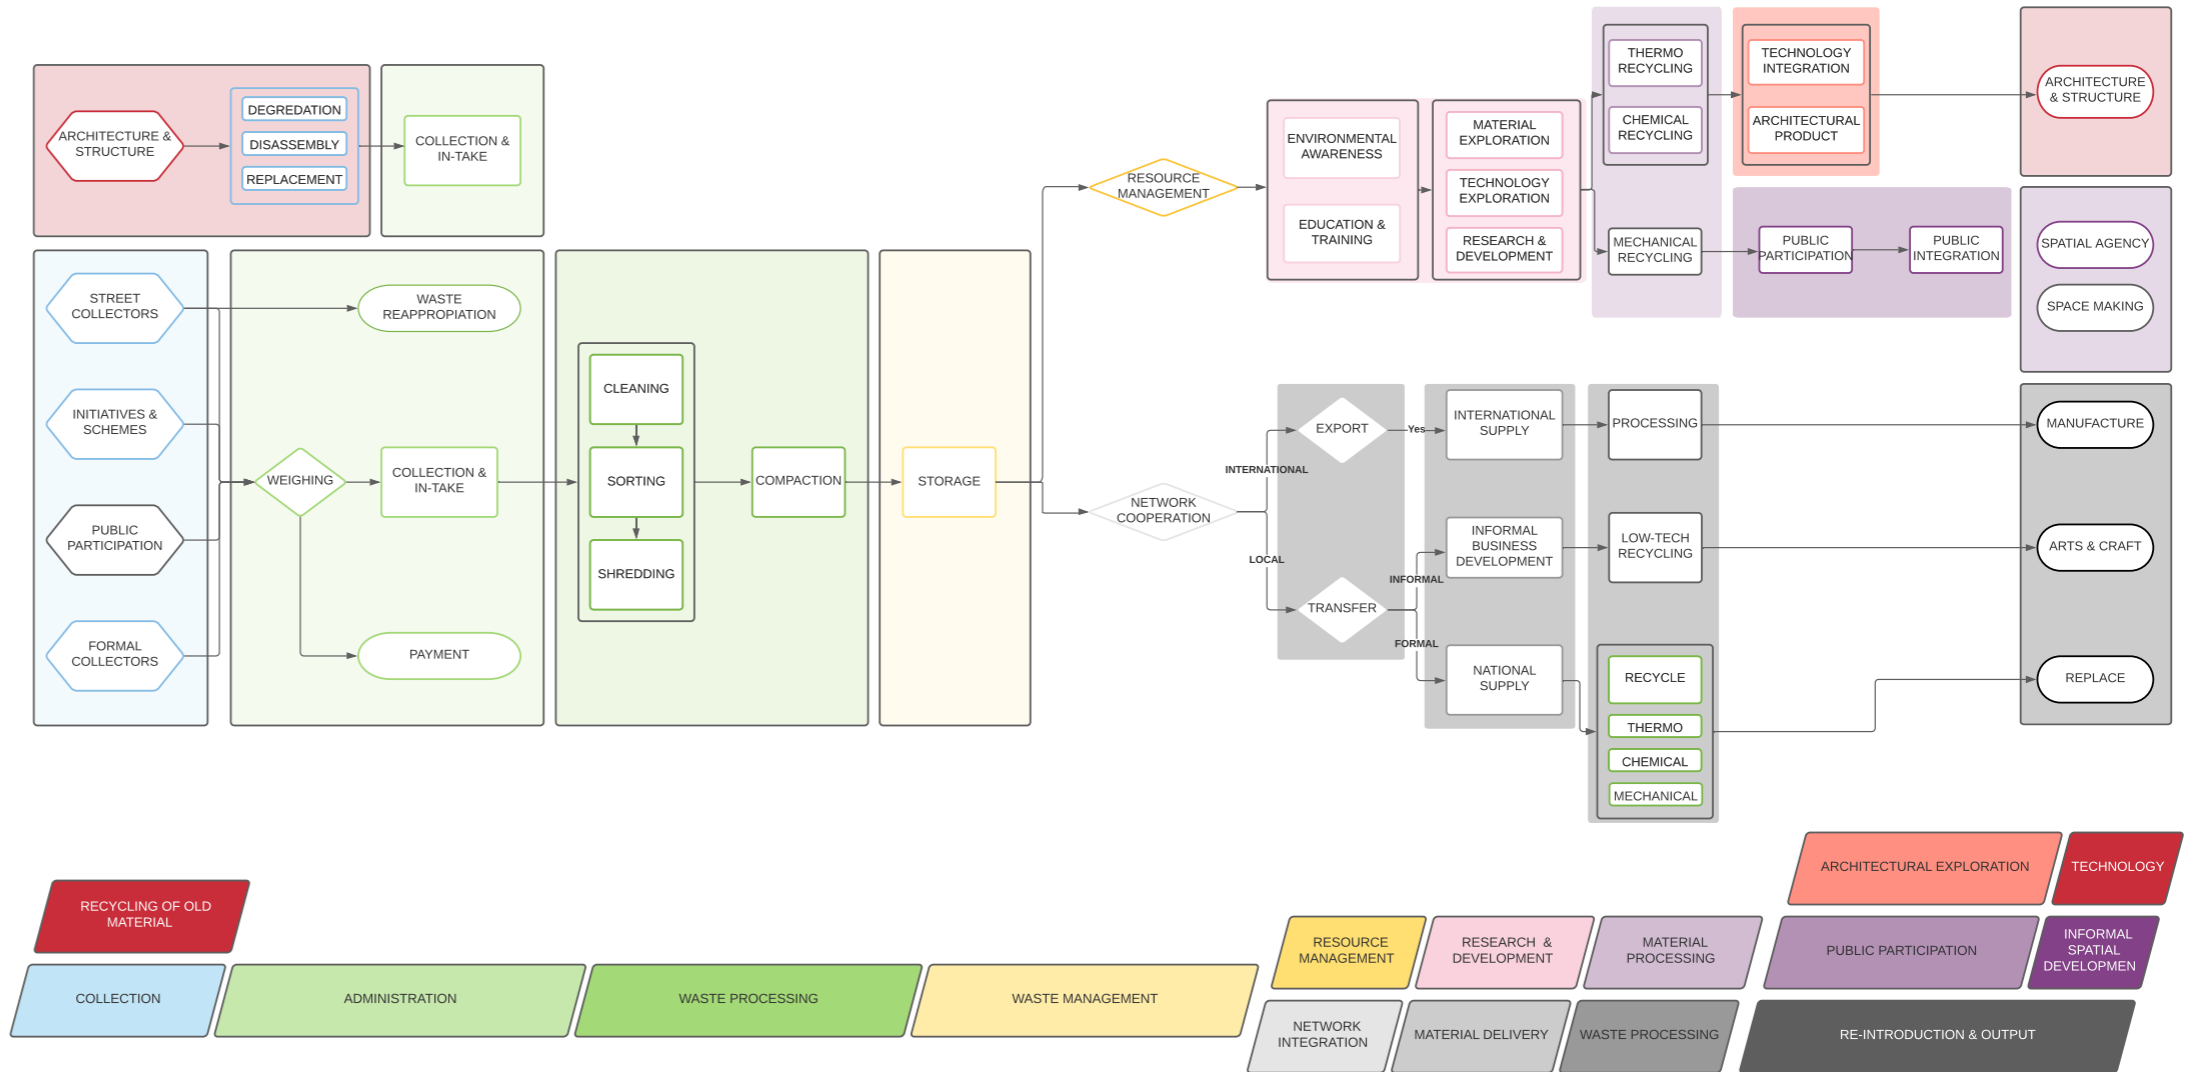 ARCHITECTURE &
STRUCTURE
DEGREDATION
DISASSEMBLY
REPLACEMENT
COLLECTION &
IN-TAKE
STREET
COLLECTORS
INITIATIVES &
SCHEMES
PUBLIC
PARTICIPATION
FORMAL
COLLECTORS
WASTE
REAPPROPIATION
WEIGHING
COLLECTION &
IN-TAKE
PAYMENT
CLEANING
SORTING
SHREDDING
COMPACTION
STORAGE
RESOURCE
MANAGEMENT
NETWORK
COOPERATION
ENVIRONMENTAL
AWARENESS
EDUCATION &
TRAINING
MATERIAL
EXPLORATION
TECHNOLOGY
EXPLORATION
RESEARCH &
DEVELOPMENT
THERMO
RECYCLING
CHEMICAL
RECYCLING
MECHANICAL
RECYCLING
TECHNOLOGY
INTEGRATION
ARCHITECTURAL
PRODUCT
PUBLIC
PARTICIPATION
PUBLIC
INTEGRATION
ARCHITECTURE
& STRUCTURE
SPATIAL AGENCY
SPACE MAKING
INTERNATIONAL
LOCAL
EXPORT
Yes
TRANSFER
INFORMAL
FORMAL
INTERNATIONAL
SUPPLY
INFORMAL
BUSINESS
DEVELOPMENT
NATIONAL
SUPPLY
PROCESSING
LOW-TECH
RECYCLING
RECYCLE
THERMO
CHEMICAL
MECHANICAL
MANUFACTURE
ARTS & CRAFT
REPLACE
RECYCLING OF OLD
MATERIAL
COLLECTION
ADMINISTRATION
WASTE PROCESSING
WASTE MANAGEMENT
ARCHITECTURAL EXPLORATION
TECHNOLOGY
RESOURCE
MANAGEMENT
RESEARCH &
DEVELOPMENT
MATERIAL
PROCESSING
PUBLIC PARTICIPATION
INFORMAL
SPATIAL
DEVELOPMEN
NETWORK
INTEGRATION
MATERIAL DELIVERY
WASTE PROCESSING
RE-INTRODUCTION & OUTPUT